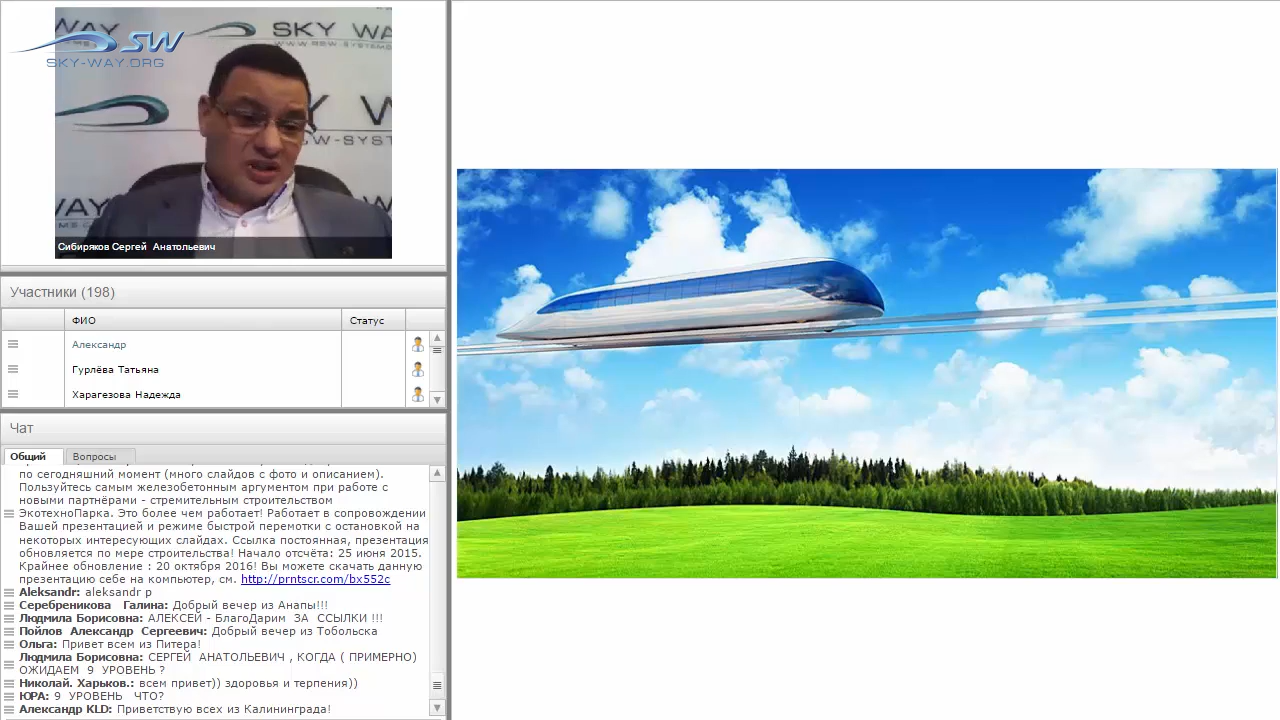 WAY
SKY WA
SW
SKY-WAY.ORG
SKY W
SW-SYST
WAY
Сибиряков Сергей Анатольевич
Участники (198)
ФИО
Статус
Александр
Гурлёва Татьяна
Харагезова Надежда
Чат
Общий
Вопросы
по сегодняшний момент (много слайдов с фото и описанием).
Пользуйтесь самым железобетонным аргументом при работе с
новыми партнёрами - стремительным строительством
ЭкотехноПарка. Это более чем работает! Работает в сопровождении
Вашей презентацией и режиме быстрой перемотки с остановкой на
некоторых интересующих слайдах. Ссылка постоянная, презентация
обновляется по мере строительства! Начало отсчёта: 25 июня 2015.
Крайнее обновление : 20 октября 2016! Вы можете скачать данную
презентацию себе на компьютер, см. http://prntscr.com/bx552c
Aleksandr: aleksandr p
Серебреникова Галина: Добрый вечер из Анапы!!!
Людмила Борисовна: АЛЕКСЕЙ - БлагоДарим ЗА ССЫЛКИ !!!
Пойлов Александр Сергеевич: Добрый вечер из Тобольска
Ольга: Привет всем из Питера!
Людмила Борисовна: СЕРГЕЙ АНАТОЛЬЕВИЧ , КОГДА ( ПРИМЕРНО)
ОЖИДАЕМ 9 УРОВЕНЬ ?
Николай. Харьков.: всем привет)) здоровья и терпения))
ЮРА: 9 УРОВЕНЬ ЧТО?
Александр KLD: Приветствую всех из Калининграда!